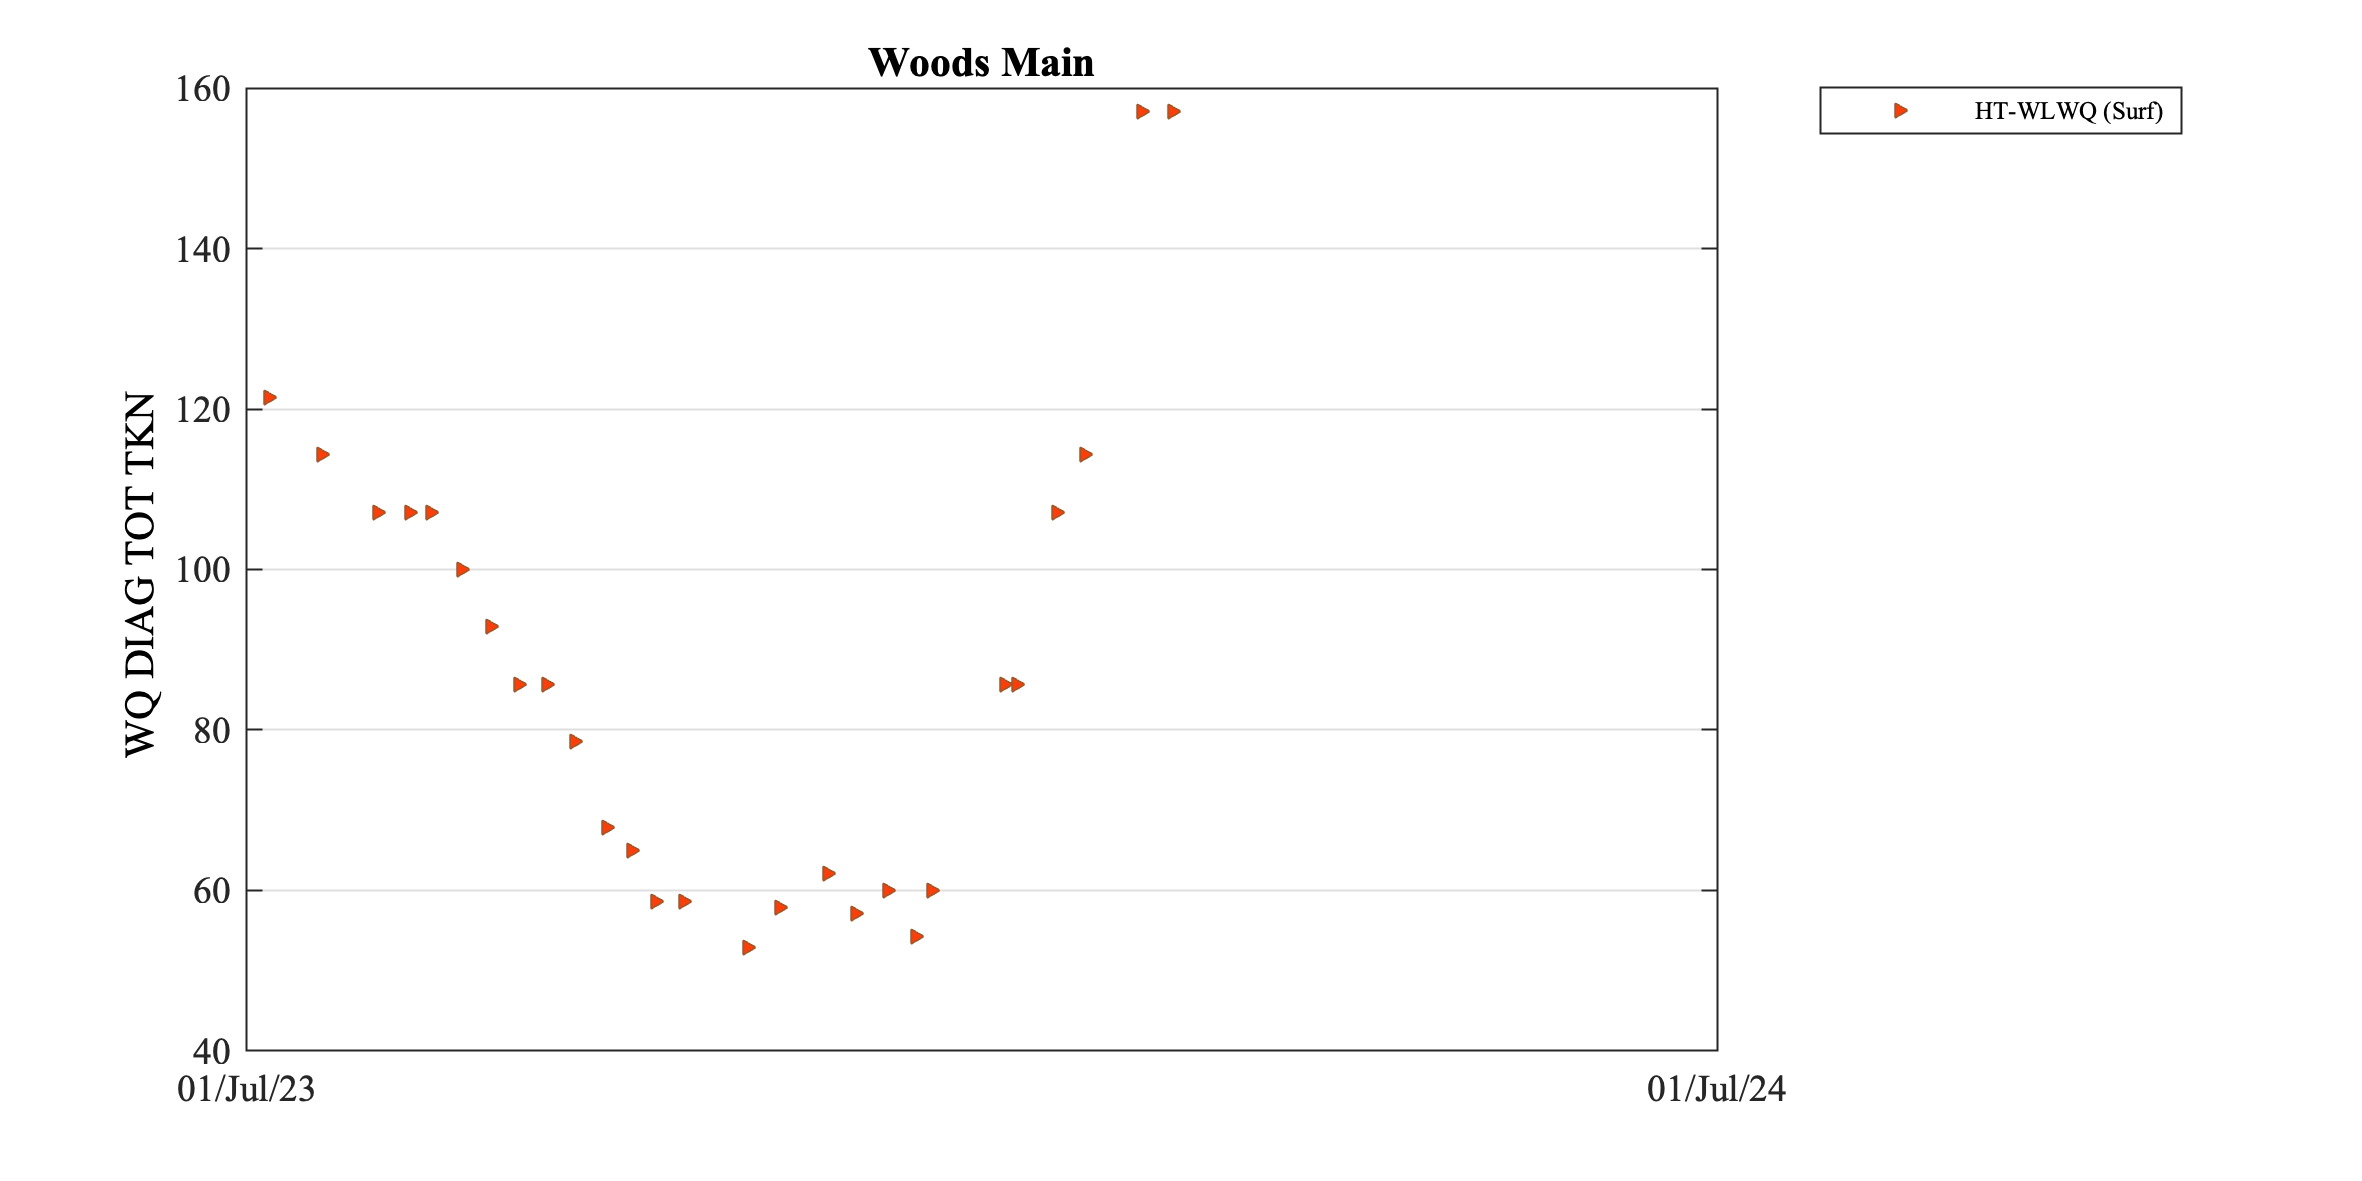 Woods Main
HT-WLWQ (Surf)
WQ DIAG TOT TKN
160
140
120
100
80
60
40
01/Jul/23
01/Jul/24